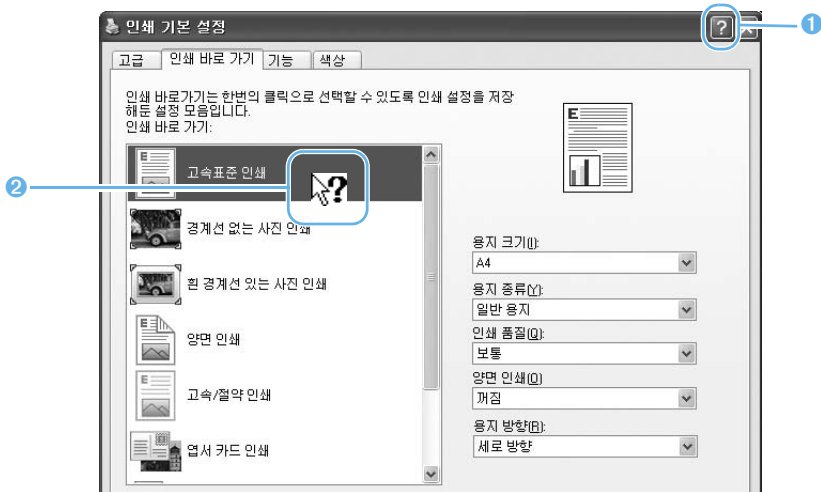 인쇄 기본 설정
?
1
고급
인쇄 바로 가기
기능
색상
인쇄 바로가기는 한번의 클릭으로 선택할 수 있도록 인쇄 설정을 저장
해둔 설정 모음입니다.
인쇄 바로 가기:
E
고속표준 인쇄
?
2
경계선 없는 사진 인쇄
흰 경계선 있는 사진 인쇄
양면 인쇄
고속/절약 인쇄
엽서 카드 인쇄
E
용지 크기(I):
A4
용지 종류(Y):
일반 용지
인쇄 품질(Q):
보통
양면 인쇄(O)
꺼짐
용지 방향(R):
세로 방향